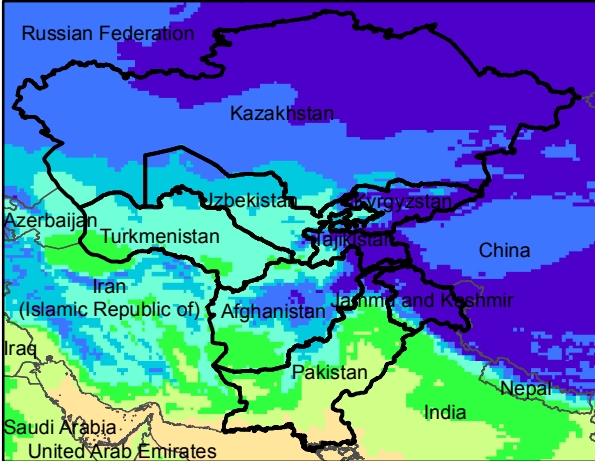 Russian Federation
Kazakhstan
Uzbekistan
Kyrgyzstan
Azerbaijan
Turkmenistan
Tajikistan
China
Iran
(Islamic Republic of)
Afghanistan
Jammu and Kashmir
Iraq
Pakistan
Nepal
India
Saudi Arabia
United Arab Emirates